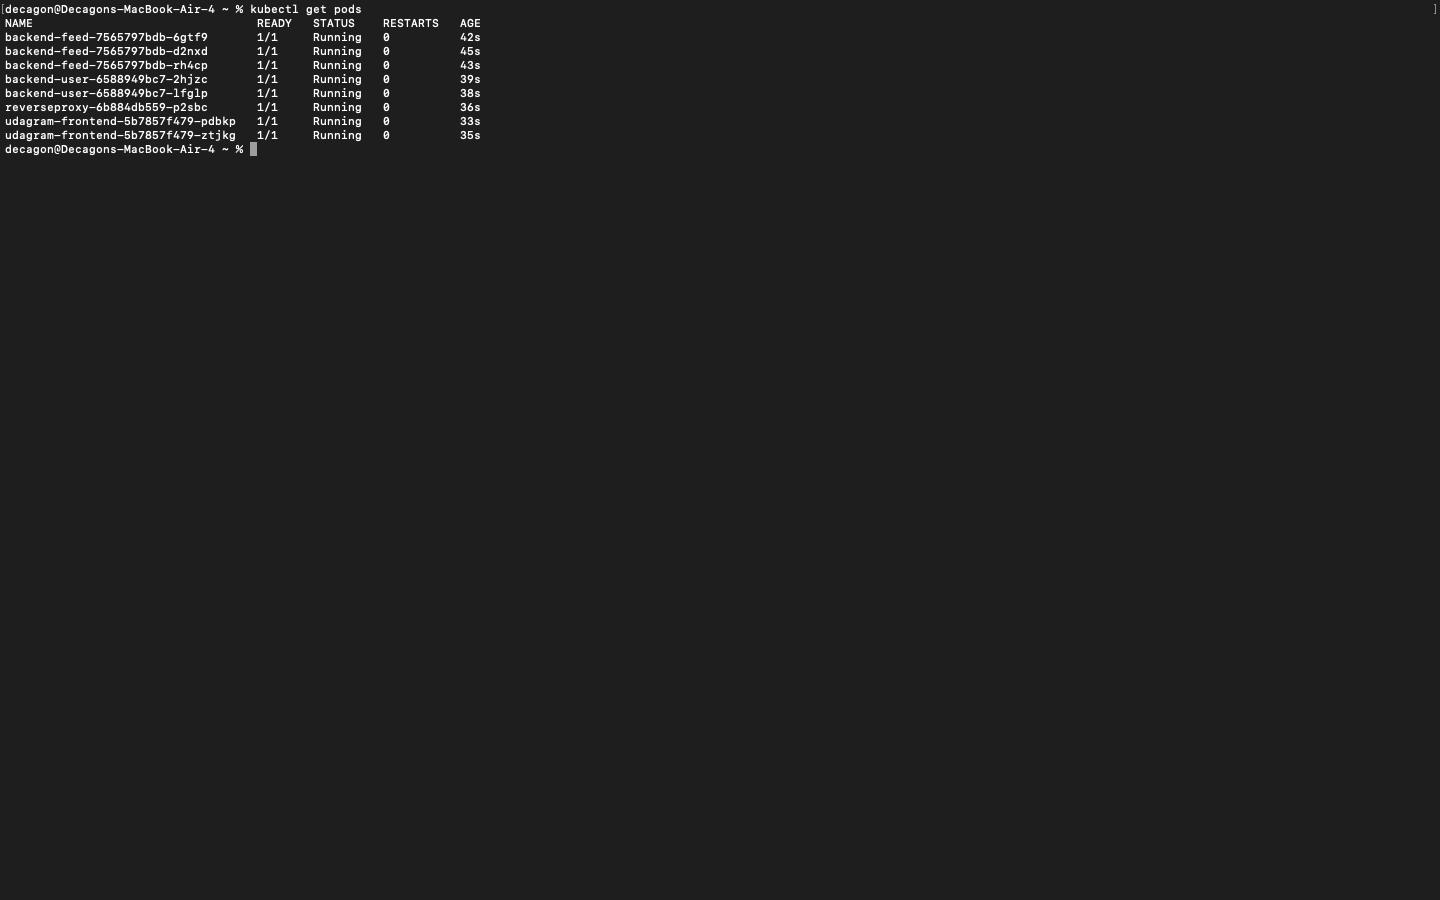 [decagon@Decagons-MacBook-Air-4 ~ % kubectl get pods ]
NAME READY STATUS RESTARTS AGE
backend-feed-7565797bdb-6gtf9 1/1 Running 0 42s
backend-feed-7565797bdb-d2nxd 1/1 Running 0 45s
backend-feed-7565797bdb-rh4cp 1/1 Running 0 43s
backend-user-6588949bc7-2hjzc 1/1 Running 0 39s
backend-user-6588949bc7-lfglp 1/1 Running 0 38s
reverseproxy-6b884db559-p2sbc 1/1 Running 0 36s
udagram-frontend-5b7857f479-pdbkp 1/1 Running 0 33s
udagram-frontend-5b7857f479-ztjkg 1/1 Running 0 35s
decagon@Decagons-MacBook-Air-4 ~ %